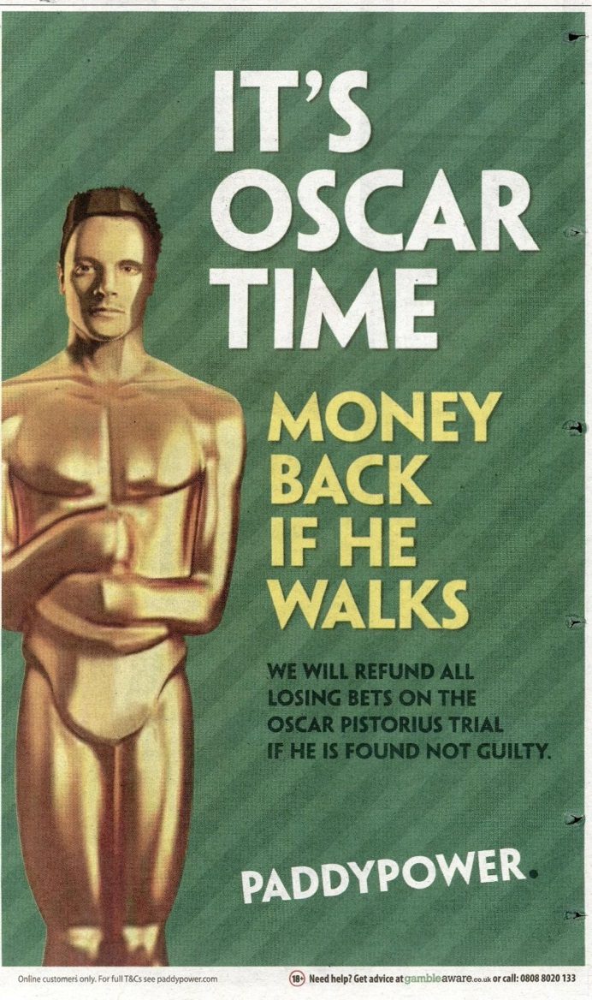 IT'S
OSCAR
TIME
MONEY
BACK
IF HE
WALKS
WE WILL REFUND ALL
LOSING BETS ON THE
OSCAR PISTORIUS TRIAL
IF HE IS FOUND NOT GUILTY.
PADDYPOWER.
Online customers only. For full T&Cs see paddypower.com
18+ Need help? Get advice at gambleaware.co.uk or call: 0808 8020 133